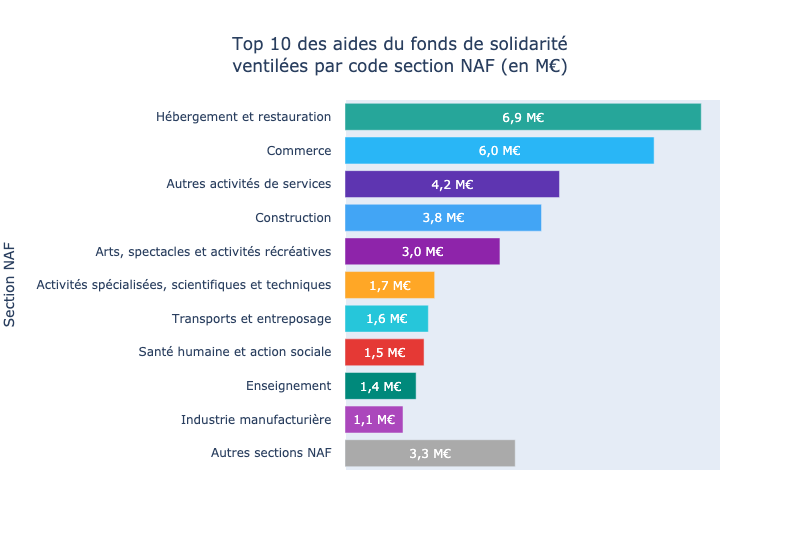 Top 10 des aides du fonds de solidarité
ventilées par code section NAF (en M€)
Section NAF
Hébergement et restauration 6,9 M€
Commerce 6,0 M€
Autres activités de services 4,2 M€
Construction 3,8 M€
Arts, spectacles et activités récréatives 3,0 M€
Activités spécialisées, scientifiques et techniques 1,7 M€
Transports et entreposage 1,6 M€
Santé humaine et action sociale 1,5 M€
Enseignement 1,4 M€
Industrie manufacturière 1,1 M€
Autres sections NAF 3,3 M€